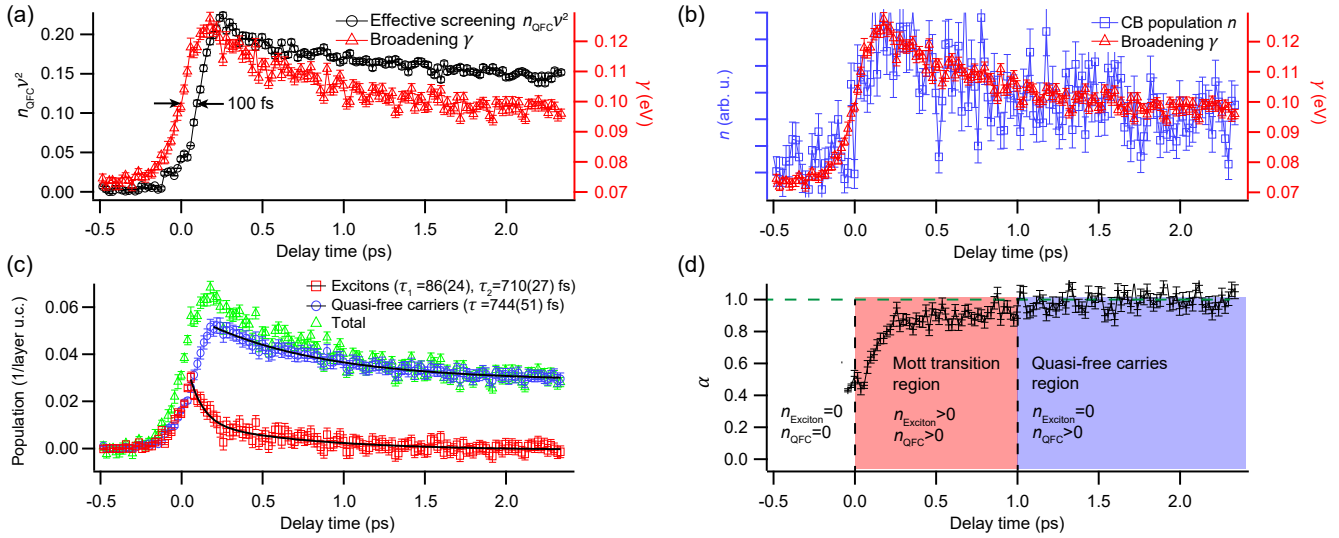 (a)
Effective screening nQFCν²
Broadening γ
0.20
0.15
0.10
0.05
0.00
nQFCν²
100 fs
0.12
0.11
0.10
0.09
0.08
0.07
γ (eV)
-0.5
0.0
0.5
1.0
1.5
2.0
Delay time (ps)
(b)
CB population n
Broadening γ
n (arb. u.)
0.12
0.11
0.10
0.09
0.08
0.07
γ (eV)
-0.5
0.0
0.5
1.0
1.5
2.0
Delay time (ps)
(c)
Excitons (τ1 =86(24), τ2=710(27) fs)
Quasi-free carriers (τ =744(51) fs)
Total
0.06
0.04
0.02
0.00
Population (1/layer u.c.)
-0.5
0.0
0.5
1.0
1.5
2.0
Delay time (ps)
(d)
1.0
0.8
0.6
0.4
0.2
0.0
α
nExciton=0
nQFC=0
Mott transition
region
nExciton>0
nQFC>0
Quasi-free carries
region
nExciton=0
nQFC>0
-0.5
0.0
0.5
1.0
1.5
2.0
Delay time (ps)